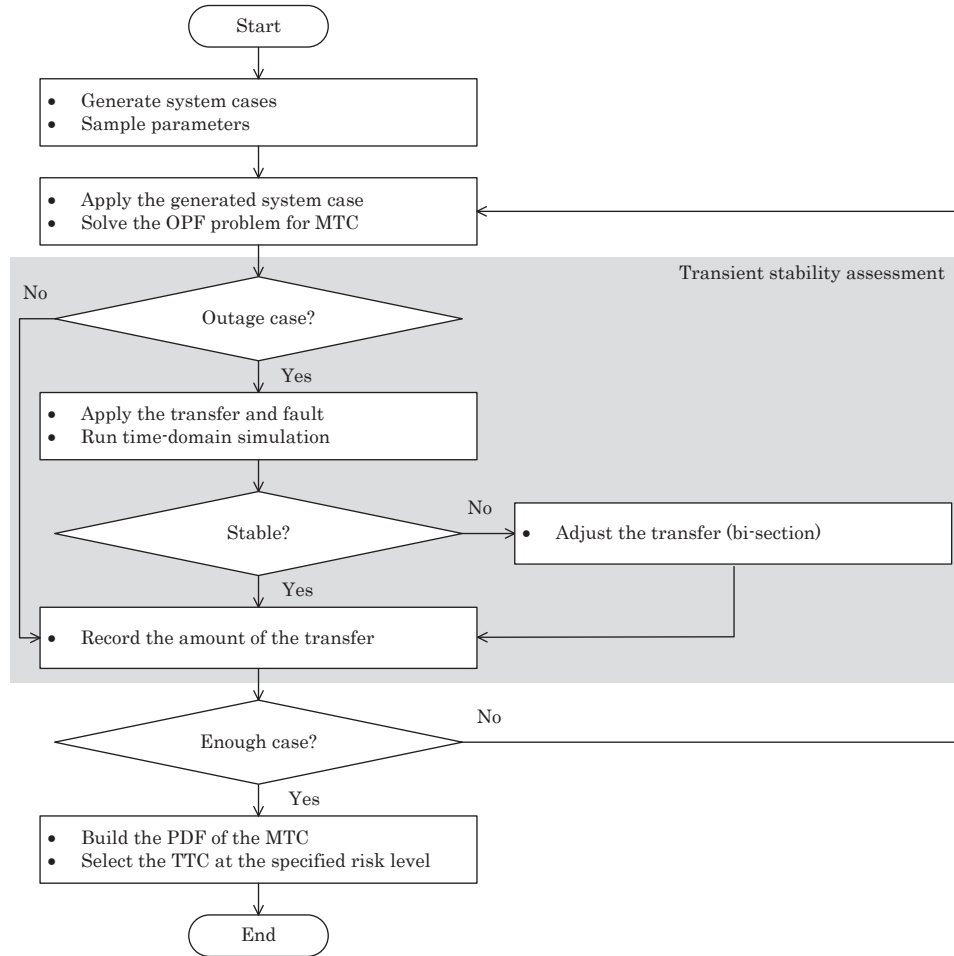 Start
• Generate system cases
• Sample parameters
• Apply the generated system case
• Solve the OPF problem for MTC
Transient stability assessment
No
Outage case?
Yes
• Apply the transfer and fault
• Run time-domain simulation
No
Stable?
• Adjust the transfer (bi-section)
Yes
• Record the amount of the transfer
No
Enough case?
Yes
• Build the PDF of the MTC
• Select the TTC at the specified risk level
End